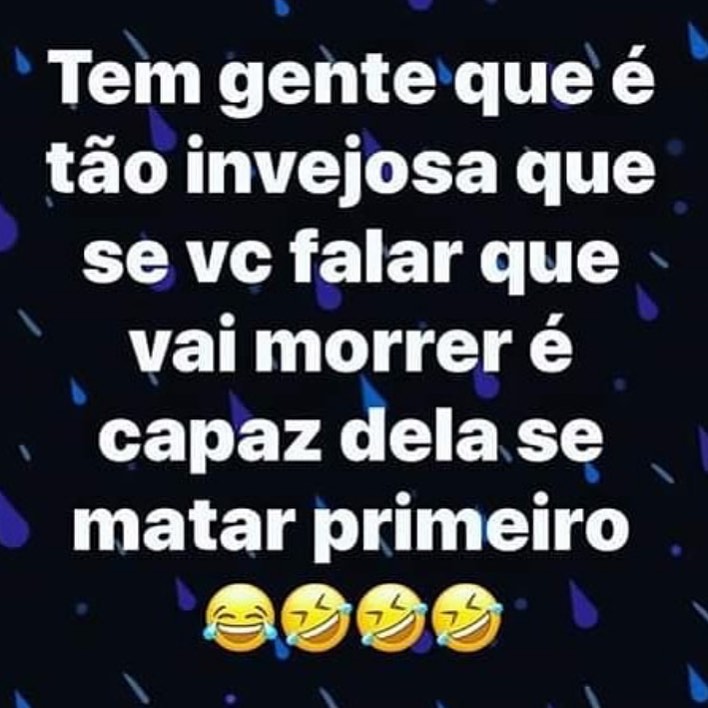 Tem gente que é
tão invejosa que
se vc falar que
vai morrer é
capaz dela se
matar primeiro
😂🤣🤣🤣